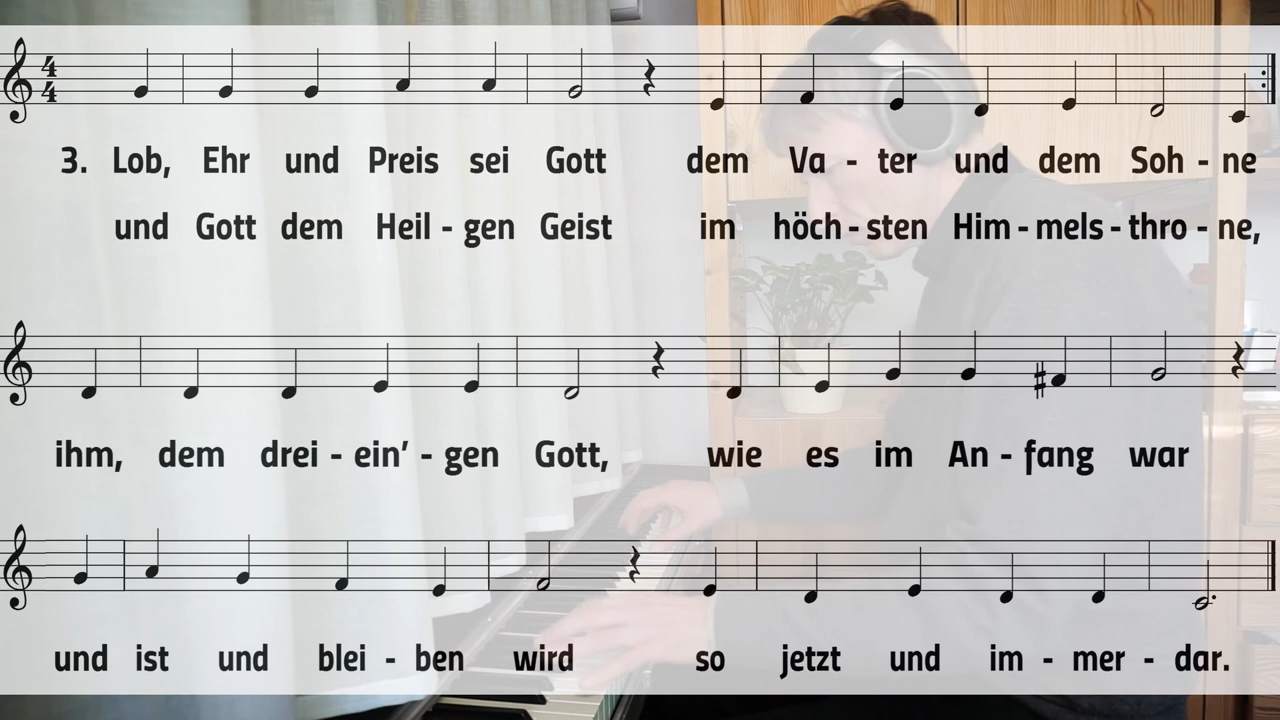 3. Lob, Ehr und Preis sei Gott dem Va - ter und dem Soh - ne
und Gott dem Heil - gen Geist im höch - sten Him - mels - thro - ne,
ihm, dem drei - ein’ - gen Gott, wie es im An - fang war
und ist und blei - ben wird so jetzt und im - mer - dar.